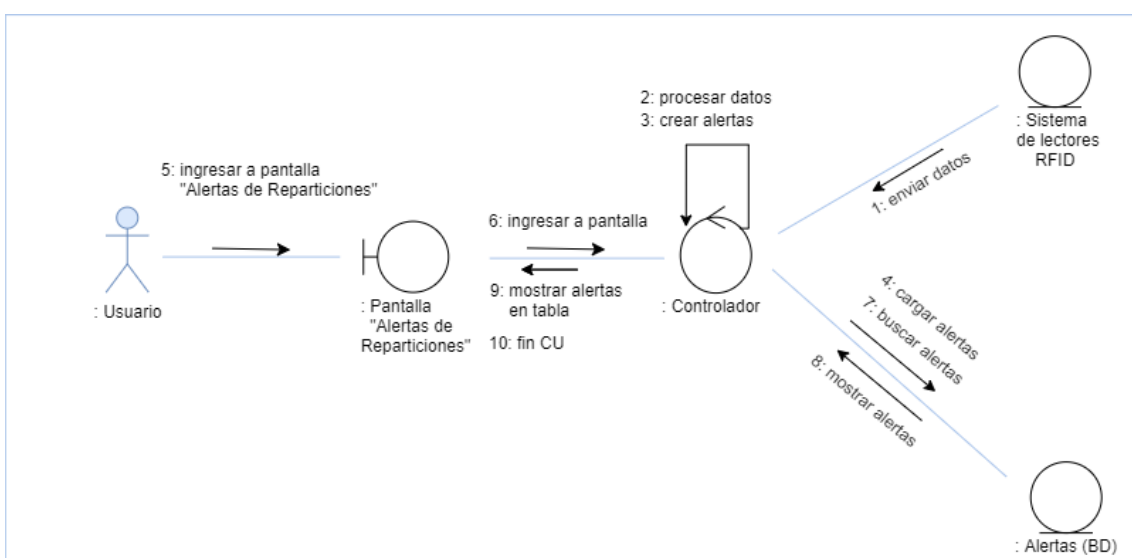 2: procesar datos
3: crear alertas
: Sistema
de lectores
RFID
1: enviar datos
5: ingresar a pantalla
"Alertas de Reparticiones"
6: ingresar a pantalla
9: mostrar alertas
en tabla
10: fin CU
: Usuario
: Pantalla
"Alertas de
Reparticiones"
: Controlador
4: cargar alertas
7: buscar alertas
8: mostrar alertas
: Alertas (BD)